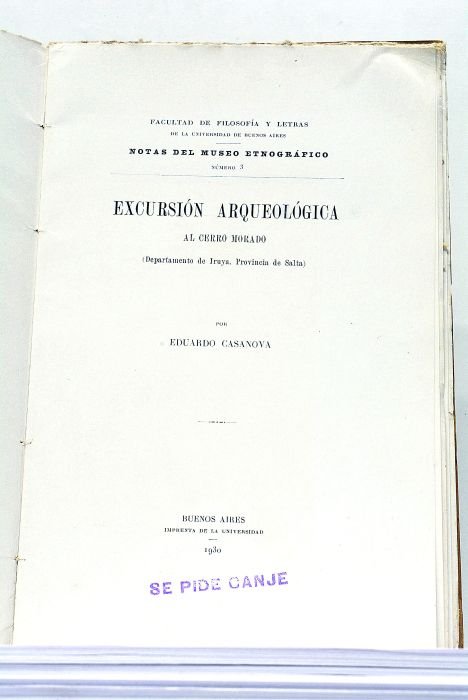 FACULTAD DE FILOSOFÍA Y LETRAS
DE LA UNIVERSIDAD DE BUENOS AIRES
NOTAS DEL MUSEO ETNOGRÁFICO
NÚMERO 3
EXCURSIÓN ARQUEOLÓGICA
AL CERRO MORADO
(Departamento de Iruya, Provincia de Salta)
POR
EDUARDO CASANOVA
BUENOS AIRES
IMPRENTA DE LA UNIVERSIDAD
1930
SE PIDE CANJE